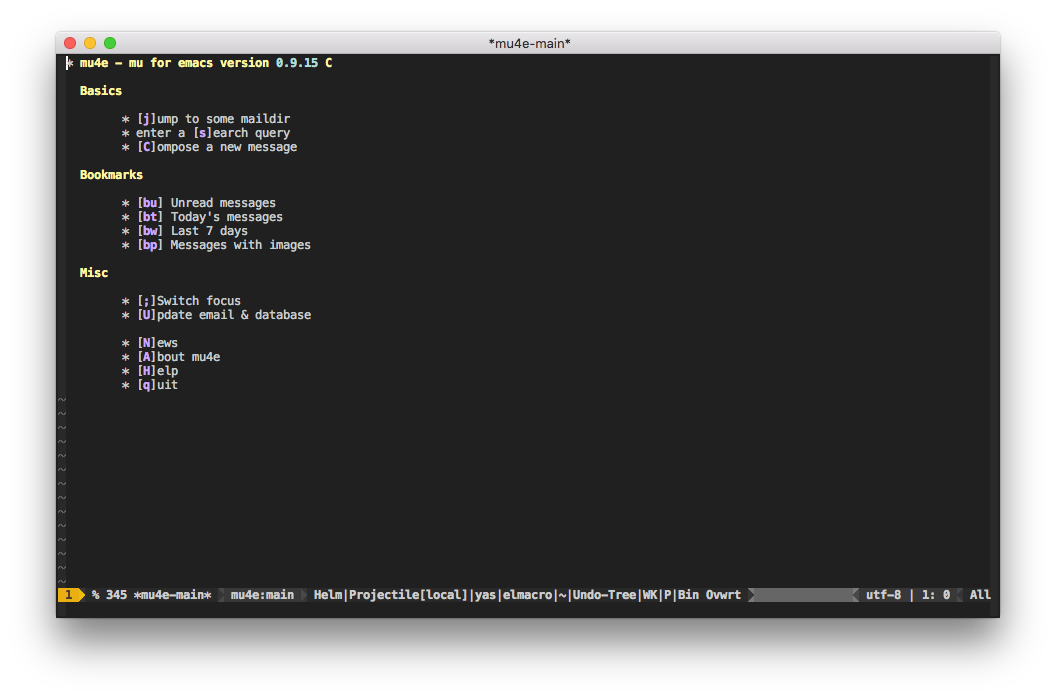 *mu4e-main*
* mu4e - mu for emacs version 0.9.15 C
Basics
* [j]ump to some maildir
* enter a [s]earch query
* [C]ompose a new message
Bookmarks
* [bu] Unread messages
* [bt] Today's messages
* [bw] Last 7 days
* [bp] Messages with images
Misc
* [;]Switch focus
* [U]pdate email & database
* [N]ews
* [A]bout mu4e
* [H]elp
* [q]uit
~
~
~
~
~
~
~
~
~
~
~
~
~
~
1 % 345 *mu4e-main* mu4e:main Helm|Projectile[local]|yas|elmacro|~|Undo-Tree|WK|P|Bin Ovwrt utf-8 | 1: 0 All